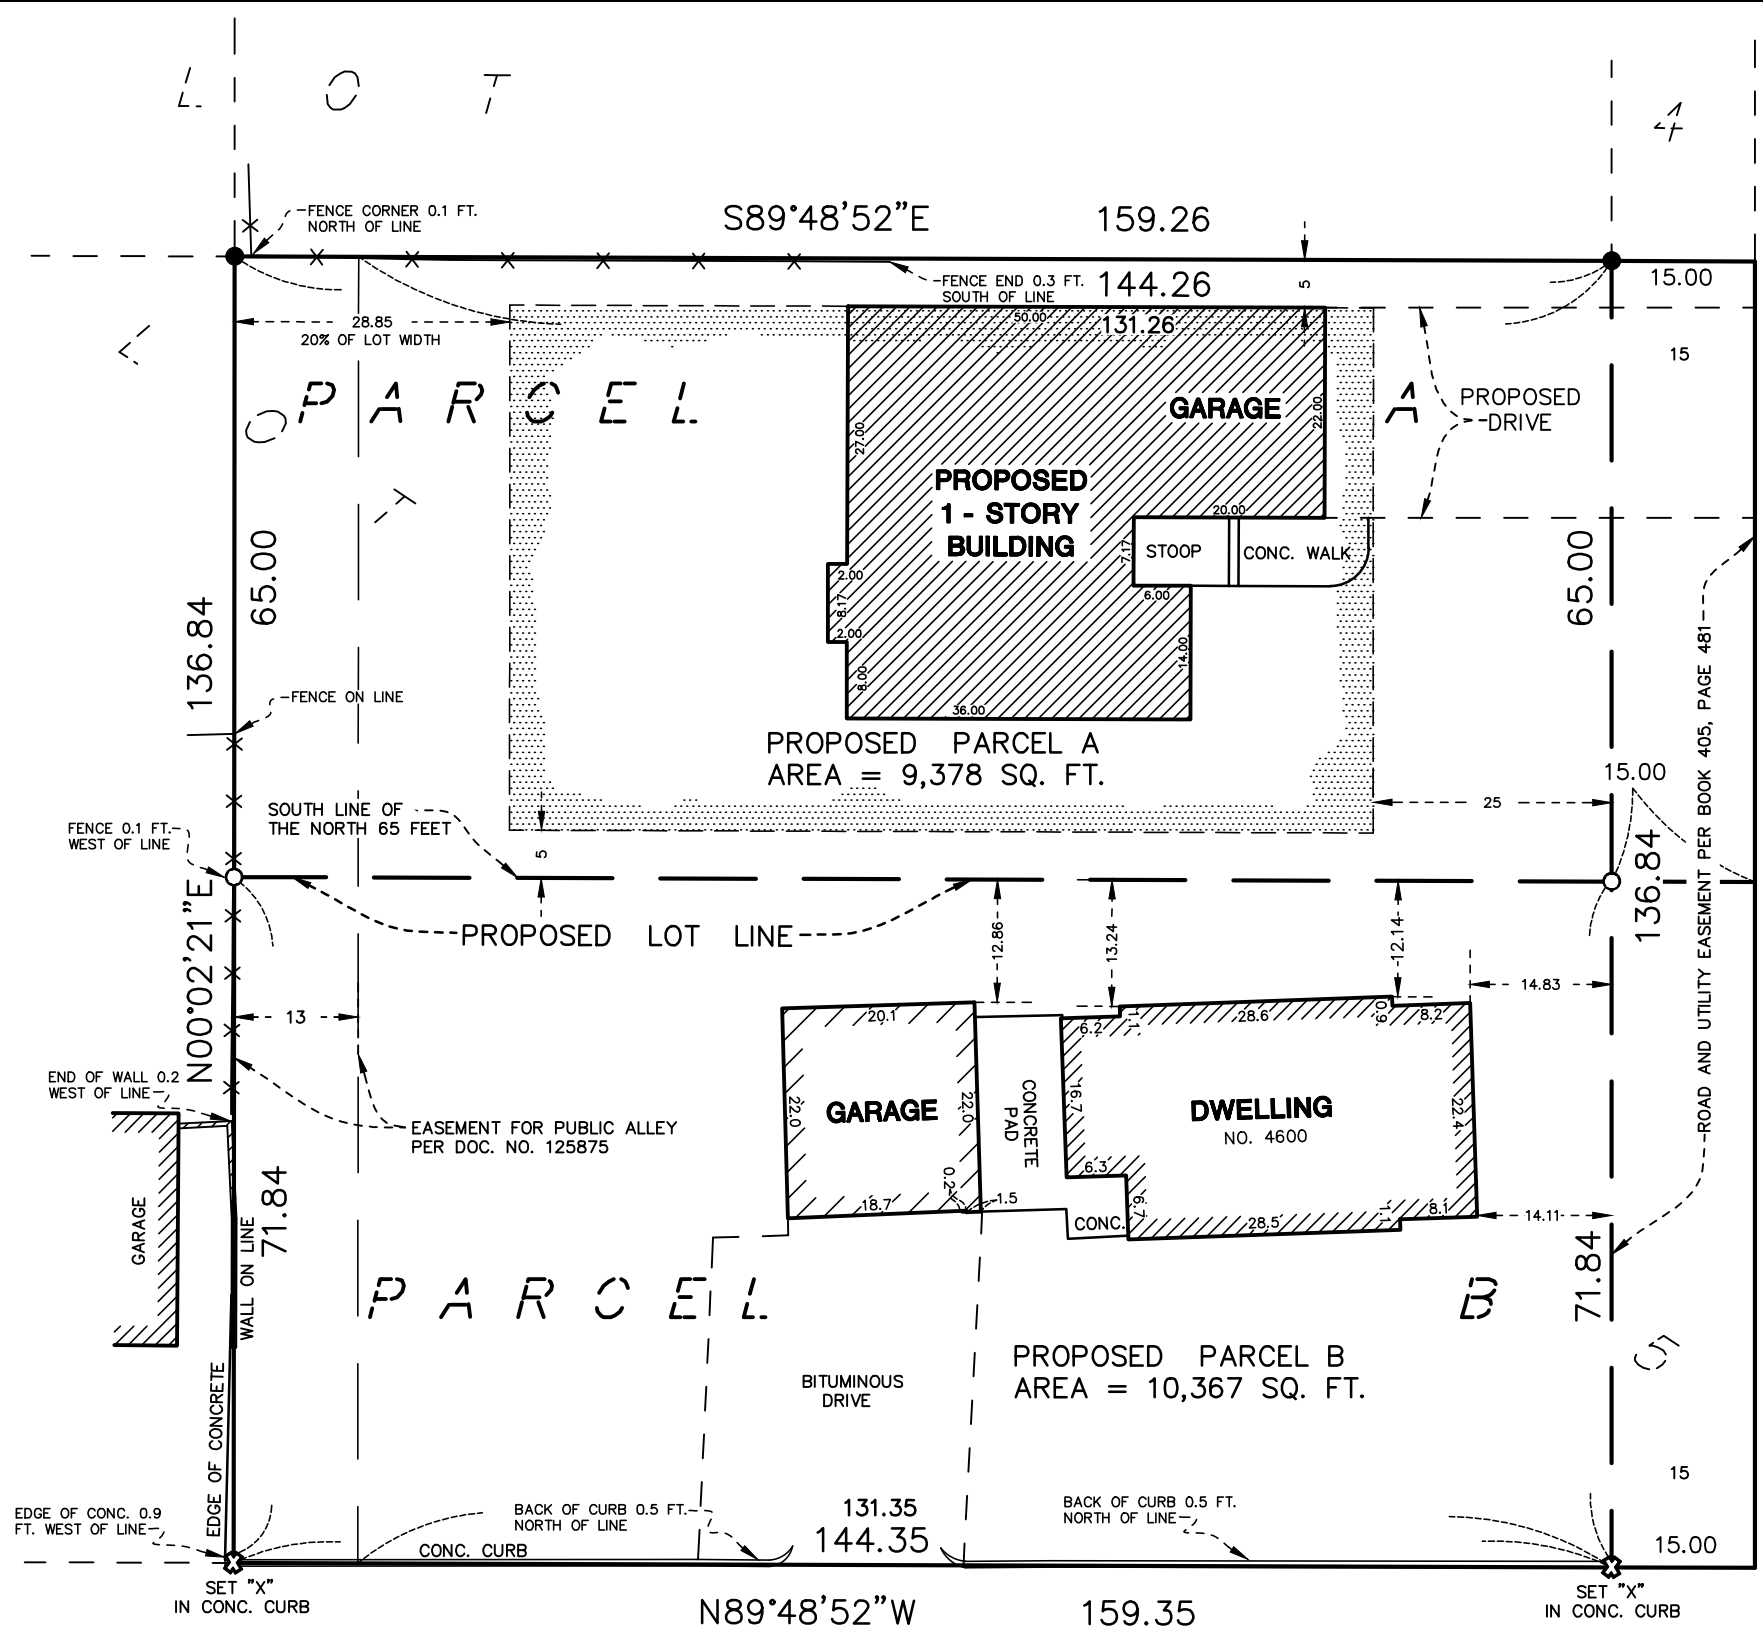 L O T
4
S89°48'52"E
159.26
FENCE CORNER 0.1 FT.
NORTH OF LINE
FENCE END 0.3 FT.
SOUTH OF LINE
144.26
5
15.00
28.85
20% OF LOT WIDTH
50.00
131.26
15
L O T
PARCEL A
GARAGE
22.00
27.00
PROPOSED
DRIVE
PROPOSED
1 - STORY
BUILDING
20.00
STOOP
CONC. WALK
7.17
6.00
2.00
8.17
2.00
8.00
14.00
36.00
65.00
136.84
65.00
FENCE ON LINE
PROPOSED PARCEL A
AREA = 9,378 SQ. FT.
SOUTH LINE OF
THE NORTH 65 FEET
FENCE 0.1 FT.
WEST OF LINE
25
15.00
136.84
ROAD AND UTILITY EASEMENT PER BOOK 405, PAGE 481
5
PROPOSED LOT LINE
12.86
13.24
12.14
14.83
N00°02'21"E
13
END OF WALL 0.2
WEST OF LINE
EASEMENT FOR PUBLIC ALLEY
PER DOC. NO. 125875
20.1
22.0
GARAGE
22.0
18.7
0.2
1.5
CONCRETE
PAD
CONC.
6.2
1.1
28.6
0.9
8.2
16.7
DWELLING
NO. 4600
22.4
6.3
6.7
28.5
1.1
8.1
14.11
GARAGE
WALL ON LINE
71.84
71.84
PARCEL B
5
PROPOSED PARCEL B
AREA = 10,367 SQ. FT.
BITUMINOUS
DRIVE
EDGE OF CONCRETE
15
EDGE OF CONC. 0.9
FT. WEST OF LINE
BACK OF CURB 0.5 FT.
NORTH OF LINE
131.35
144.35
BACK OF CURB 0.5 FT.
NORTH OF LINE
15.00
CONC. CURB
SET "X"
IN CONC. CURB
N89°48'52"W
159.35
SET "X"
IN CONC. CURB